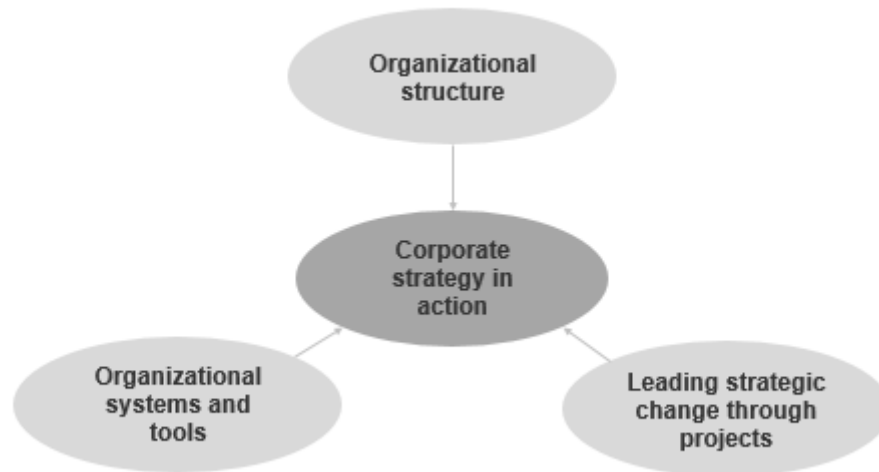 Organizational
structure
Corporate
strategy in
action
Organizational
systems and
tools
Leading strategic
change through
projects